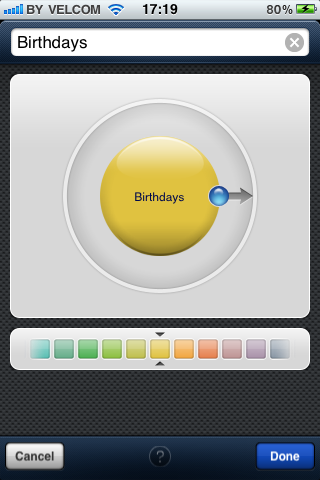 BY VELCOM 17:19 80%
Birthdays
Birthdays
Cancel ? Done